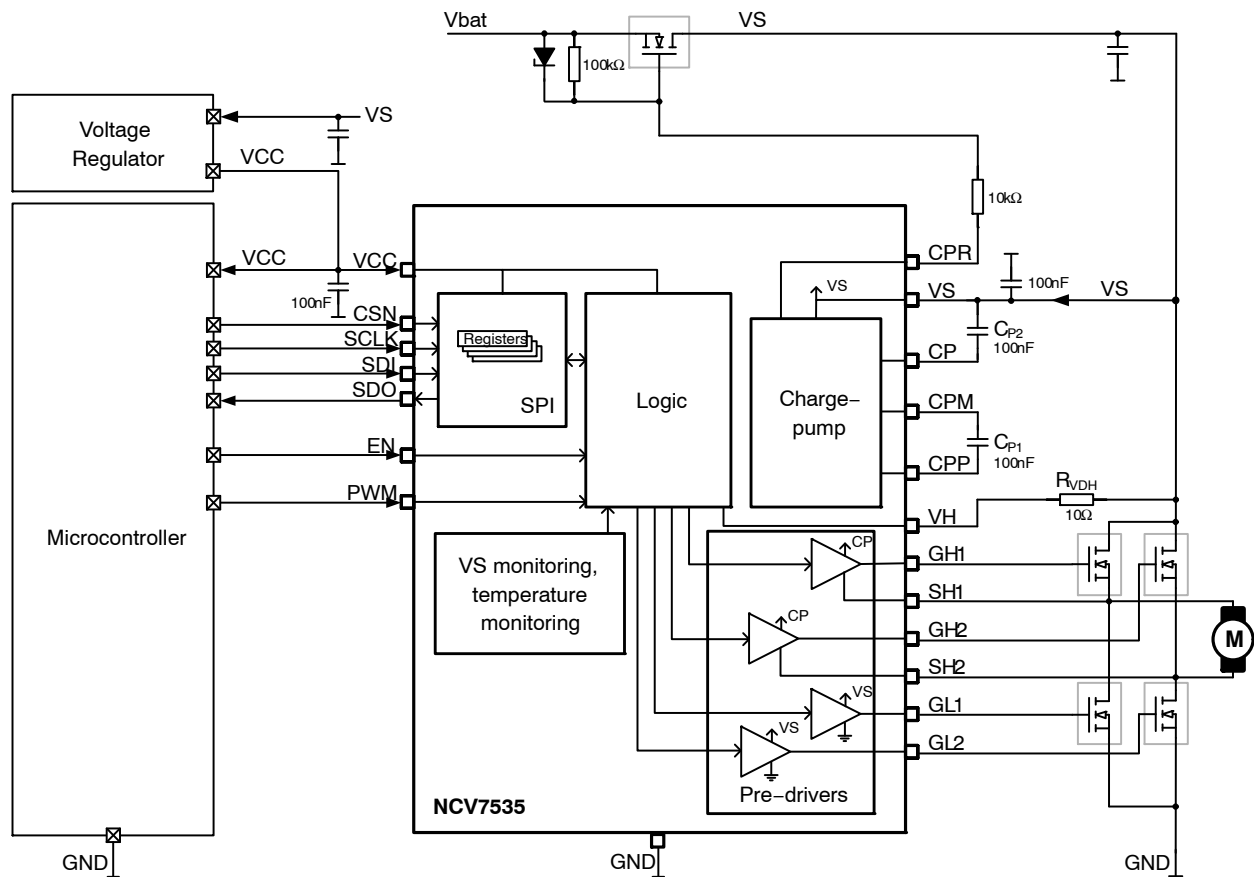 Vbat
VS
100kΩ
Voltage
Regulator
VS
VCC
10kΩ
VCC
VCC
100nF
CPR
VS
VS
100nF
VS
CSN
SCLK
SDI
SDO
Registers
SPI
Logic
Charge–
pump
CP
CP2
100nF
CPM
CPP
CP1
100nF
EN
PWM
RVDH
10Ω
VH
Microcontroller
VS monitoring,
temperature
monitoring
CP
GH1
SH1
CP
GH2
SH2
M
VS
GL1
VS
GL2
Pre–drivers
NCV7535
GND
GND
GND